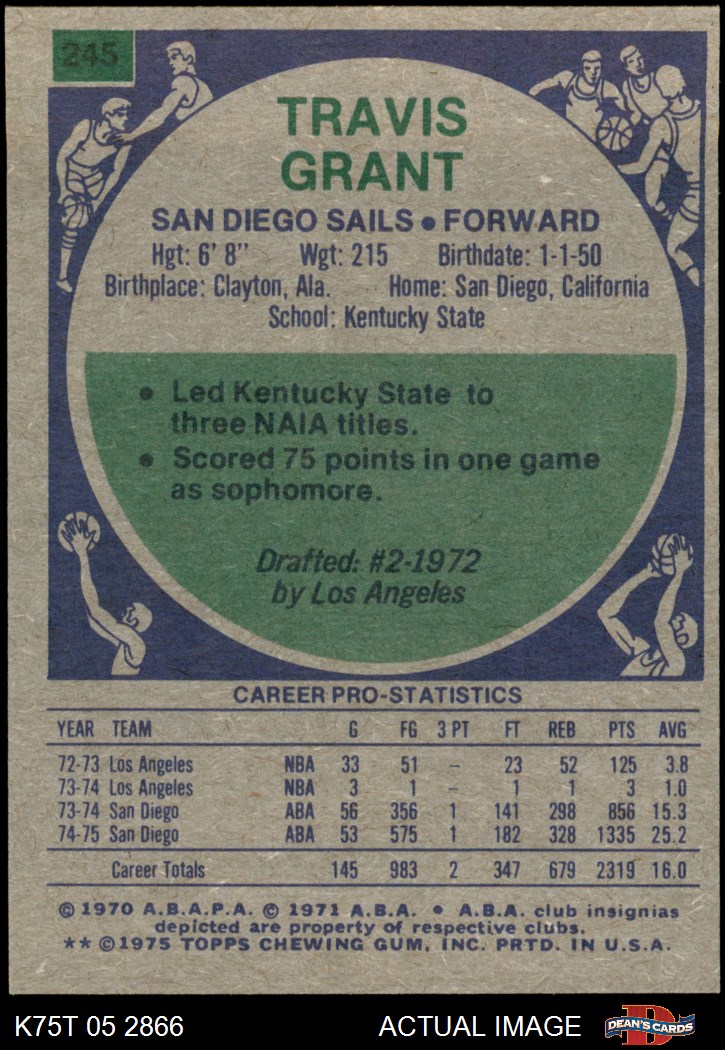 245
TRAVIS
GRANT
SAN DIEGO SAILS • FORWARD
Hgt: 6' 8" Wgt: 215 Birthdate: 1-1-50
Birthplace: Clayton, Ala. Home: San Diego, California
School: Kentucky State
• Led Kentucky State to
three NAIA titles.
• Scored 75 points in one game
as sophomore.
Drafted: #2-1972
by Los Angeles
CAREER PRO-STATISTICS
YEAR TEAM G FG 3 PT FT REB PTS AVG
72-73 Los Angeles NBA 33 51 – 23 52 125 3.8
73-74 Los Angeles NBA 3 1 – 1 1 3 1.0
73-74 San Diego ABA 56 356 1 141 298 856 15.3
74-75 San Diego ABA 53 575 1 182 328 1335 25.2
Career Totals 145 983 2 347 679 2319 16.0
© 1970 A.B.A.P.A. © 1971 A.B.A. • A.B.A. club insignias
depicted are property of respective clubs.
** © 1975 TOPPS CHEWING GUM, INC. PRTD. IN U.S.A.
K75T 05 2866 ACTUAL IMAGE D DEAN'S CARDS